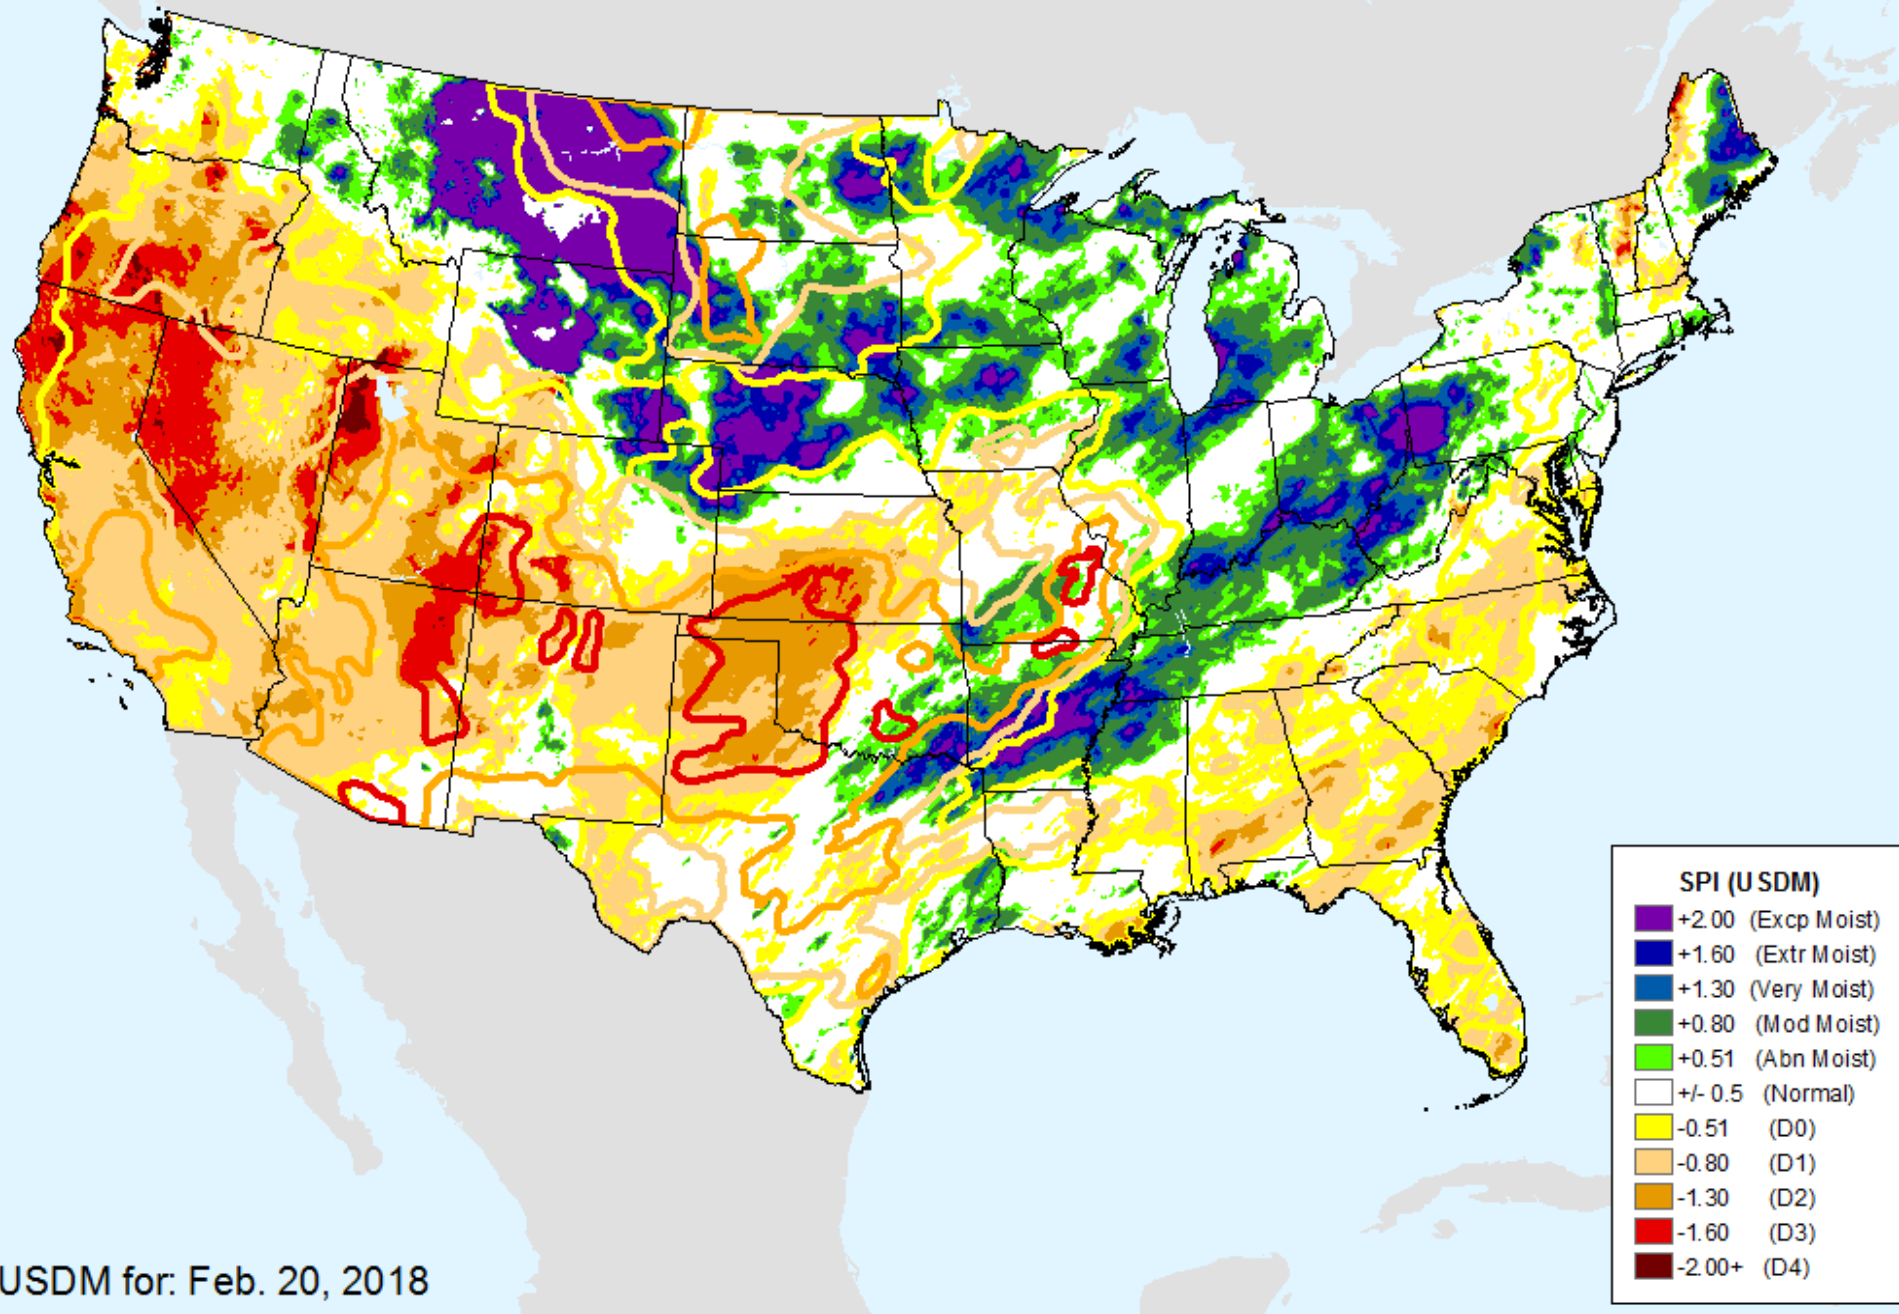 SPI (USDM)
+2.00 (Excp Moist)
+1.60 (Extr Moist)
+1.30 (Very Moist)
+0.80 (Mod Moist)
+0.51 (Abn Moist)
+/- 0.5 (Normal)
-0.51 (D0)
-0.80 (D1)
-1.30 (D2)
-1.60 (D3)
-2.00+ (D4)
USDM for: Feb. 20, 2018